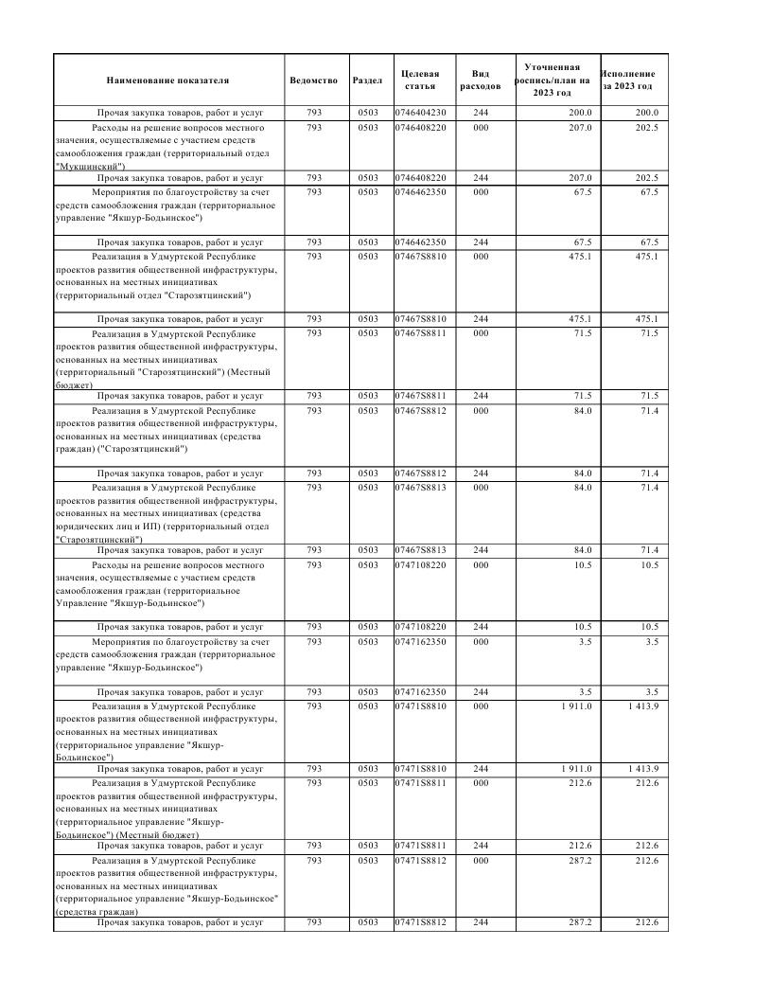 Наименование показателя Ведомство Раздел Целевая статья Вид расходов Уточненная роспись/план на 2023 год Исполнение за 2023 год
Прочая закупка товаров, работ и услуг 793 0503 0746404230 244 200.0 200.0
Расходы на решение вопросов местного 793 0503 0746408220 000 207.0 202.5
значения, осуществляемые с участием средств
самообложения граждан (территориальный отдел
"Мукшинский")
Прочая закупка товаров, работ и услуг 793 0503 0746408220 244 207.0 202.5
Мероприятия по благоустройству за счет 793 0503 0746462350 000 67.5 67.5
средств самообложения граждан (территориальное
управление "Якшур-Бодьинское")
Прочая закупка товаров, работ и услуг 793 0503 0746462350 244 67.5 67.5
Реализация в Удмуртской Республике 793 0503 07467S8810 000 475.1 475.1
проектов развития общественной инфраструктуры,
основанных на местных инициативах
(территориальный отдел "Старозятцинский")
Прочая закупка товаров, работ и услуг 793 0503 07467S8810 244 475.1 475.1
Реализация в Удмуртской Республике 793 0503 07467S8811 000 71.5 71.5
проектов развития общественной инфраструктуры,
основанных на местных инициативах
(территориальный "Старозятцинский") (Местный
бюджет)
Прочая закупка товаров, работ и услуг 793 0503 07467S8811 244 71.5 71.5
Реализация в Удмуртской Республике 793 0503 07467S8812 000 84.0 71.4
проектов развития общественной инфраструктуры,
основанных на местных инициативах (средства
граждан) ("Старозятцинский")
Прочая закупка товаров, работ и услуг 793 0503 07467S8812 244 84.0 71.4
Реализация в Удмуртской Республике 793 0503 07467S8813 000 84.0 71.4
проектов развития общественной инфраструктуры,
основанных на местных инициативах (средства
юридических лиц и ИП) (территориальный отдел
"Старозятцинский")
Прочая закупка товаров, работ и услуг 793 0503 07467S8813 244 84.0 71.4
Расходы на решение вопросов местного 793 0503 0747108220 000 10.5 10.5
значения, осуществляемые с участием средств
самообложения граждан (территориальное
Управление "Якшур-Бодьинское")
Прочая закупка товаров, работ и услуг 793 0503 0747108220 244 10.5 10.5
Мероприятия по благоустройству за счет 793 0503 0747162350 000 3.5 3.5
средств самообложения граждан (территориальное
управление "Якшур-Бодьинское")
Прочая закупка товаров, работ и услуг 793 0503 0747162350 244 3.5 3.5
Реализация в Удмуртской Республике 793 0503 07471S8810 000 1 911.0 1 413.9
проектов развития общественной инфраструктуры,
основанных на местных инициативах
(территориальное управление "Якшур-
Бодьинское")
Прочая закупка товаров, работ и услуг 793 0503 07471S8810 244 1 911.0 1 413.9
Реализация в Удмуртской Республике 793 0503 07471S8811 000 212.6 212.6
проектов развития общественной инфраструктуры,
основанных на местных инициативах
(территориальное управление "Якшур-
Бодьинское") (Местный бюджет)
Прочая закупка товаров, работ и услуг 793 0503 07471S8811 244 212.6 212.6
Реализация в Удмуртской Республике 793 0503 07471S8812 000 287.2 212.6
проектов развития общественной инфраструктуры,
основанных на местных инициативах
(территориальное управление "Якшур-Бодьинское"
(средства граждан)
Прочая закупка товаров, работ и услуг 793 0503 07471S8812 244 287.2 212.6